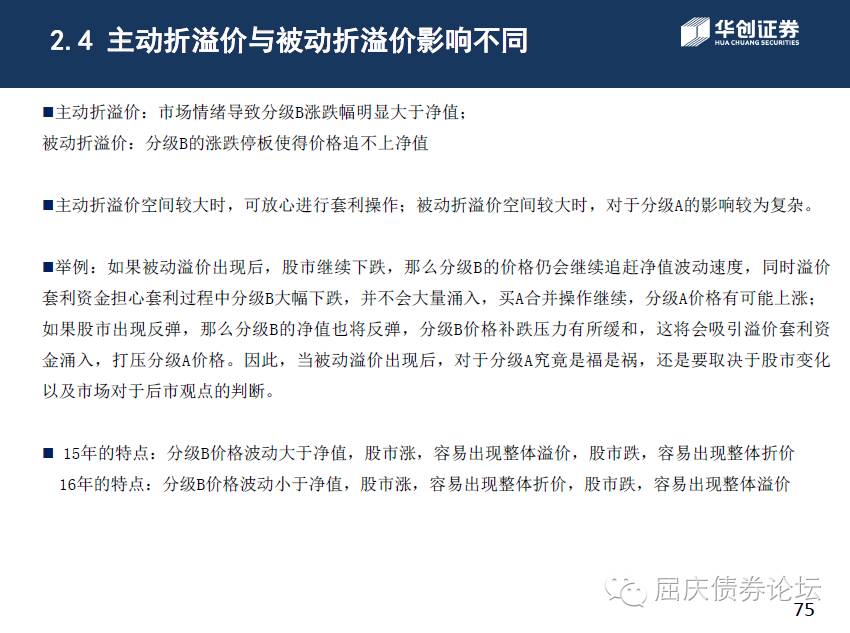 2.4 主动折溢价与被动折溢价影响不同
华创证券
HUA CHUANG SECURITIES
■主动折溢价：市场情绪导致分级B涨跌幅明显大于净值；
被动折溢价：分级B的涨跌停板使得价格追不上净值
■主动折溢价空间较大时，可放心进行套利操作；被动折溢价空间较大时，对于分级A的影响较为复杂。
■举例：如果被动溢价出现后，股市继续下跌，那么分级B的价格仍会继续追赶净值波动速度，同时溢价
套利资金担心套利过程中分级B大幅下跌，并不会大量涌入，买A合并操作继续，分级A价格有可能上涨；
如果股市出现反弹，那么分级B的净值也将反弹，分级B价格补跌压力有所缓和，这将会吸引溢价套利资
金涌入，打压分级A价格。因此，当被动溢价出现后，对于分级A究竟是福是祸，还是要取决于股市变化
以及市场对于后市观点的判断。
■ 15年的特点：分级B价格波动大于净值，股市涨，容易出现整体溢价，股市跌，容易出现整体折价
16年的特点：分级B价格波动小于净值，股市涨，容易出现整体折价，股市跌，容易出现整体溢价
屈庆债券论坛
75